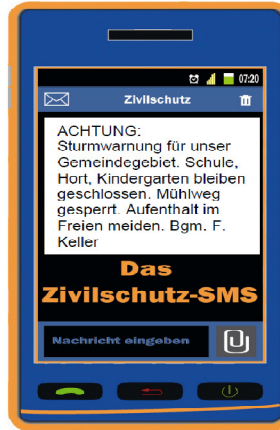 07:20
Zivilschutz
ACHTUNG:
Sturmwarnung für unser
Gemeindegebiet. Schule,
Hort, Kindergarten bleiben
geschlossen. Mühlweg
gesperrt. Aufenthalt im
Freien meiden. Bgm. F.
Keller
Das
Zivilschutz-SMS
Nachricht eingeben